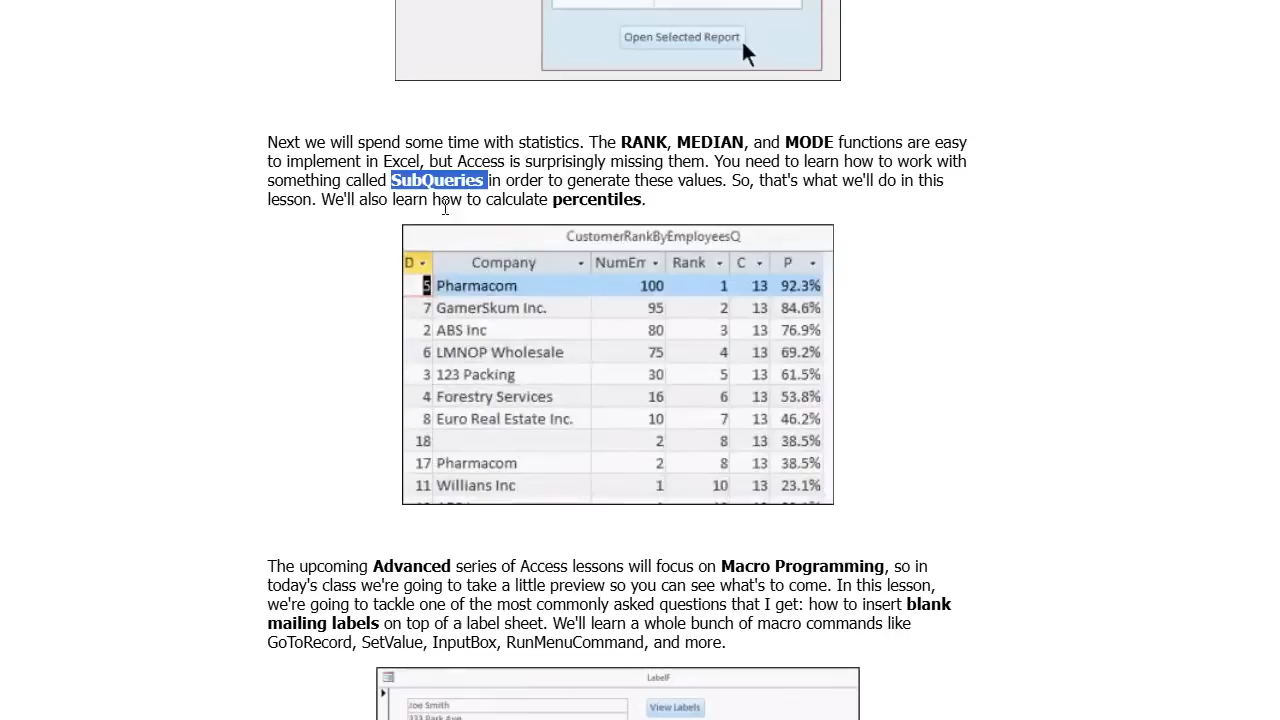 Open Selected Report
Next we will spend some time with statistics. The RANK, MEDIAN, and MODE functions are easy
to implement in Excel, but Access is surprisingly missing them. You need to learn how to work with
something called SubQueries in order to generate these values. So, that's what we'll do in this
lesson. We'll also learn how to calculate percentiles.
CustomerRankByEmployeesQ
D Company NumEm Rank C P
5 Pharmacom 100 1 13 92.3%
7 GamerSkum Inc. 95 2 13 84.6%
2 ABS Inc 80 3 13 76.9%
6 LMNOP Wholesale 75 4 13 69.2%
3 123 Packing 30 5 13 61.5%
4 Forestry Services 16 6 13 53.8%
8 Euro Real Estate Inc. 10 7 13 46.2%
18 2 8 13 38.5%
17 Pharmacom 2 8 13 38.5%
11 Willians Inc 1 10 13 23.1%
The upcoming Advanced series of Access lessons will focus on Macro Programming, so in
today's class we're going to take a little preview so you can see what's to come. In this lesson,
we're going to tackle one of the most commonly asked questions that I get: how to insert blank
mailing labels on top of a label sheet. We'll learn a whole bunch of macro commands like
GoToRecord, SetValue, InputBox, RunMenuCommand, and more.
LabelF
Joe Smith
View Labels